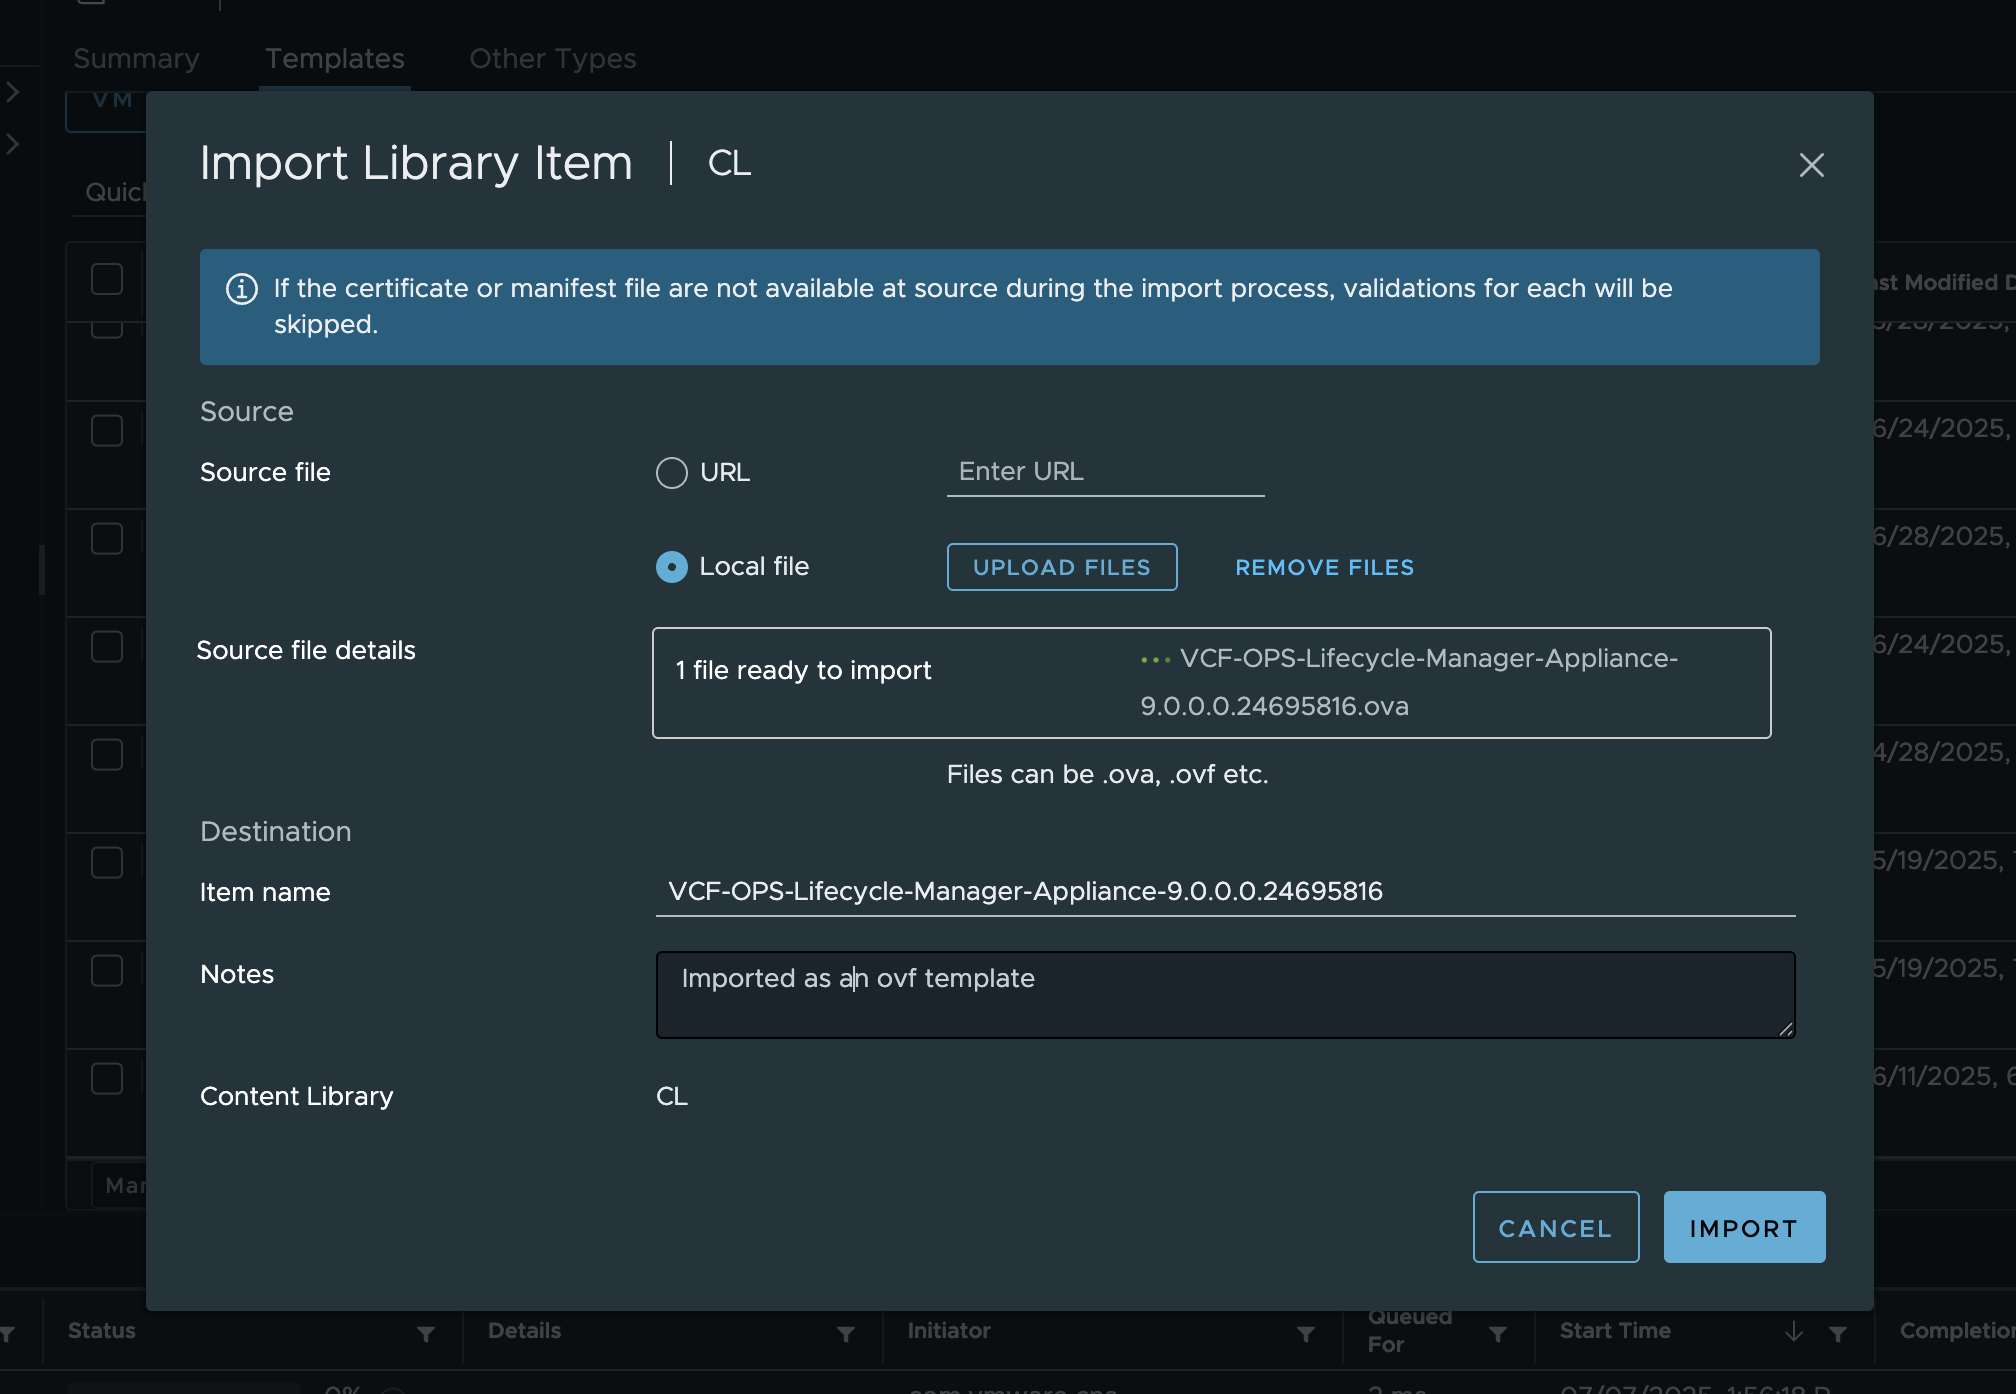 Summary Templates Other Types
VM
Import Library Item CL
If the certificate or manifest file are not available at source during the import process, validations for each will be
skipped.
Source
Source file URL Enter URL
Local file UPLOAD FILES REMOVE FILES
Source file details 1 file ready to import VCF-OPS-Lifecycle-Manager-Appliance-
9.0.0.0.24695816.ova
Files can be .ova, .ovf etc.
Destination
Item name VCF-OPS-Lifecycle-Manager-Appliance-9.0.0.0.24695816
Notes Imported as an ovf template
Content Library CL
CANCEL IMPORT
Modified
6/24/2025,
6/28/2025,
6/24/2025,
4/28/2025,
5/19/2025,
5/19/2025,
6/11/2025,
Status Details Initiator Queued
For Start Time